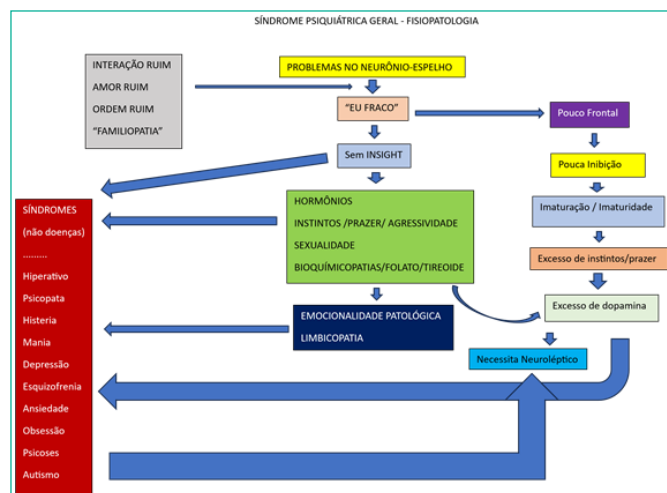 SÍNDROME PSIQUIÁTRICA GERAL - FISIOPATOLOGIA
INTERAÇÃO RUIM
AMOR RUIM
ORDEM RUIM
“FAMILIOPATIA”
PROBLEMAS NO NEURÔNIO-ESPELHO
“EU FRACO”
Pouco Frontal
Sem INSIGHT
Pouca Inibição
HORMÔNIOS
INSTINTOS /PRAZER/ AGRESSIVIDADE
SEXUALIDADE
BIOQUÍMICOPATIAS/FOLATO/TIREOIDE
Imaturação / Imaturidade
Excesso de instintos/prazer
EMOCIONALIDADE PATOLÓGICA
LIMBICOPATIA
Excesso de dopamina
Necessita Neuroléptico
SÍNDROMES
(não doenças)
.........
Hiperativo
Psicopata
Histeria
Mania
Depressão
Esquizofrenia
Ansiedade
Obsessão
Psicoses
Autismo